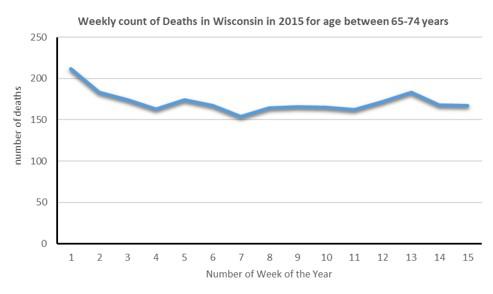 Weekly count of Deaths in Wisconsin in 2015 for age between 65-74 years
250
200
150
100
50
0
number of deaths
1 2 3 4 5 6 7 8 9 10 11 12 13 14 15
Number of Week of the Year